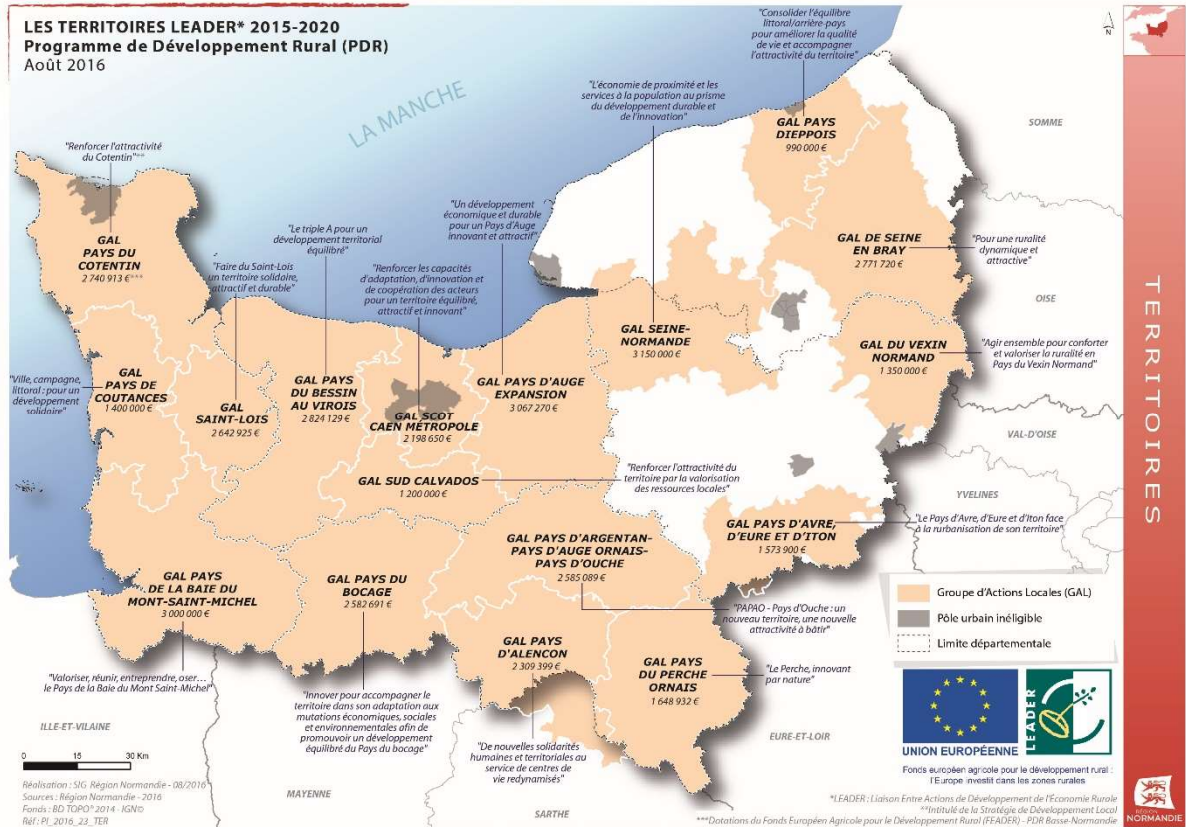 LES TERRITOIRES LEADER* 2015-2020
Programme de Développement Rural (PDR)
Août 2016
LA MANCHE
N
"Consolider l'équilibre
littoral/arrière-pays
pour améliorer la qualité
de vie et accompagner
l'attractivité du territoire"
"L'économie de proximité et les
services à la population au prisme
du développement durable et
de l'innovation"
GAL PAYS
DIEPPOIS
990 000 €
SOMME
"Renforcer l'attractivité
du Cotentin"**
GAL
PAYS DU
COTENTIN
2 740 913 €***
"Faire du Saint-Lois
un territoire solidaire,
attractif et durable"
"Le triple A pour un
développement territorial
équilibré"
"Renforcer les capacités
d'adaptation, d'innovation et
de coopération des acteurs
pour un territoire équilibré,
attractif et innovant"
"Un développement
économique et durable
pour un Pays d'Auge
innovant et attractif"
GAL DE SEINE
EN BRAY
2 771 720 €
"Pour une ruralité
dynamique et
attractive"
OISE
GAL SEINE-
NORMANDE
3 150 000 €
GAL DU VEXIN
NORMAND
1 350 000 €
"Agir ensemble pour conforter
et valoriser la ruralité en
Pays du Vexin Normand"
"Ville, campagne,
littoral : pour un
développement
solidaire"
GAL
PAYS DE
COUTANCES
1 400 000 €
GAL
SAINT-LOIS
2 642 925 €
GAL PAYS
DU BESSIN
AU VIROIS
2 824 129 €
GAL SCOT
CAEN MÉTROPOLE
2 198 650 €
GAL PAYS D'AUGE
EXPANSION
3 067 270 €
VAL-D'OISE
GAL SUD CALVADOS
1 200 000 €
"Renforcer l'attractivité du
territoire par la valorisation
des ressources locales"
YVELINES
GAL PAYS D'AVRE,
D'EURE ET D'ITON
1 573 900 €
"Le Pays d'Avre, d'Eure et d'Iton face
à la rurbanisation de son territoire"
GAL PAYS D'ARGENTAN-
PAYS D'AUGE ORNAIS-
PAYS D'OUCHE
2 585 089 €
GAL PAYS
DE LA BAIE DU
MONT-SAINT-MICHEL
3 000 000 €
GAL PAYS DU
BOCAGE
2 582 691 €
"PAPAO - Pays d'Ouche : un
nouveau territoire, une nouvelle
attractivité à bâtir"
GAL PAYS
D'ALENCON
2 309 399 €
GAL PAYS
DU PERCHE
ORNAIS
1 648 932 €
"Le Perche, innovant
par nature"
"Valoriser, réunir, entreprendre, oser...
le Pays de la Baie du Mont Saint-Michel"
"Innover pour accompagner le
territoire dans son adaptation aux
mutations économiques, sociales
et environnementales afin de
promouvoir un développement
équilibré du Pays du bocage"
"De nouvelles solidarités
humaines et territoriales au
service de centres de
vie redynamisés"
ILLE-ET-VILAINE
MAYENNE
SARTHE
EURE-ET-LOIR
Groupe d'Actions Locales (GAL)
Pôle urbain inéligible
Limite départementale
UNION EUROPÉENNE
LEADER
Fonds européen agricole pour le développement rural :
l'Europe investit dans les zones rurales
0 15 30 Km
Réalisation : SIG Région Normandie - 08/2016
Sources : Région Normandie - 2016
Fonds : BD TOPO® 2014 - IGN©
Réf : PI_2016_23_TER
*LEADER : Liaison Entre Actions de Développement de l'Économie Rurale
**Intitulé de la Stratégie de Développement Local
***Dotations du Fonds Européen Agricole pour le Développement Rural (FEADER) - PDR Basse-Normandie
TERRITOIRES
RÉGION
NORMANDIE